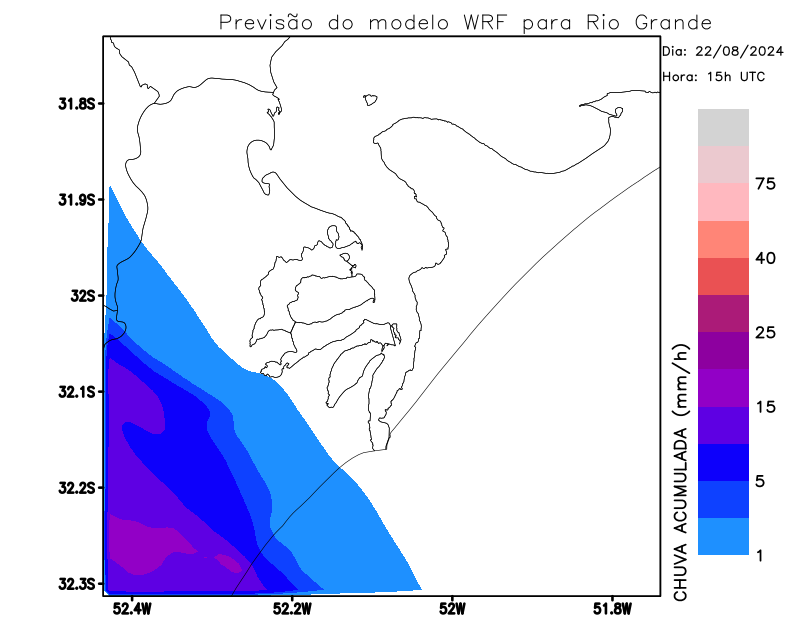 Previsão do modelo WRF para Rio Grande
Dia: 22/08/2024
Hora: 15h UTC
31.8S
31.9S
32S
32.1S
32.2S
32.3S
52.4W
52.2W
52W
51.8W
75
40
25
15
5
1
CHUVA ACUMULADA (mm/h)